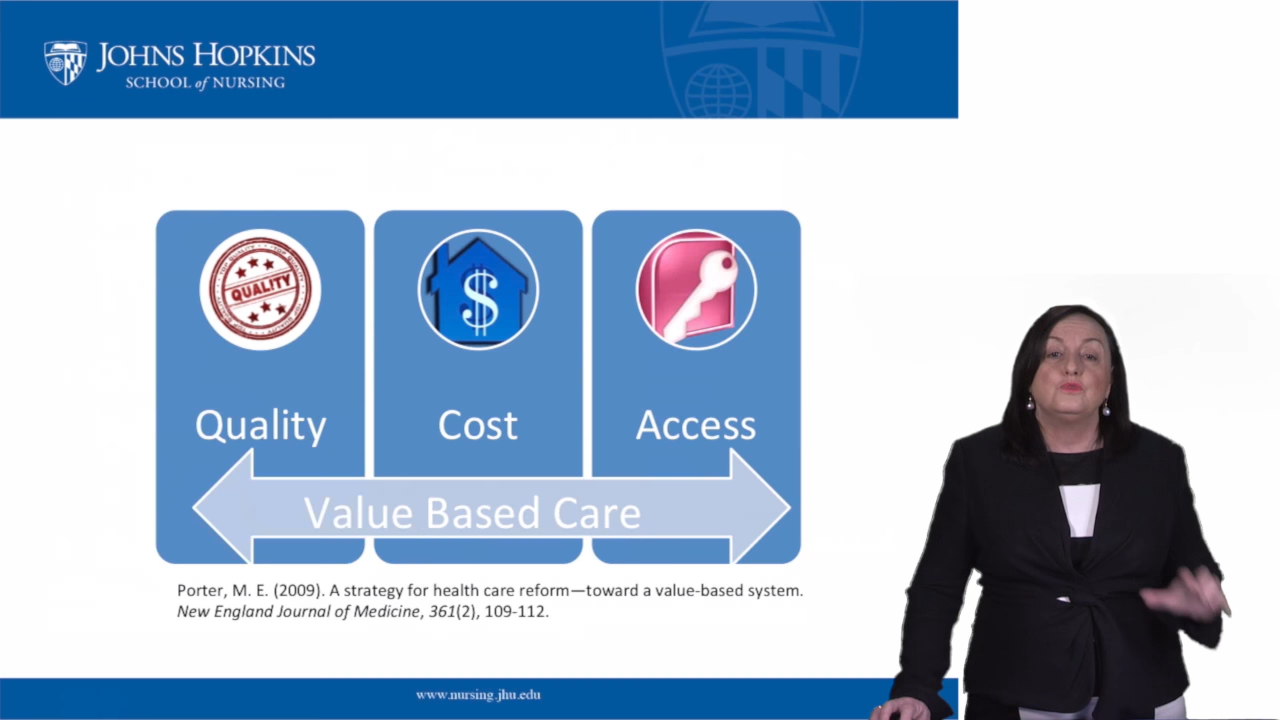 JOHNS HOPKINS
SCHOOL of NURSING
QUALITY
Quality
Cost
Access
Value Based Care
Porter, M. E. (2009). A strategy for health care reform—toward a value-based system.
New England Journal of Medicine, 361(2), 109-112.
www.nursing.jhu.edu